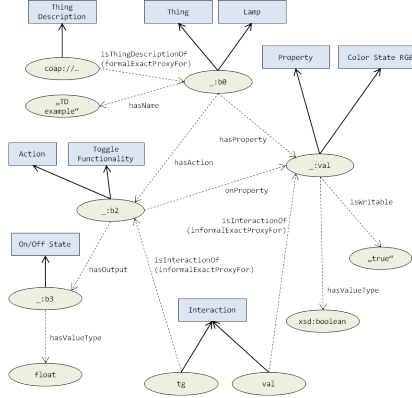 Thing
Description
Thing
Lamp
isThingDescriptionOf
(formalExactProxyFor)
coap://…
_:b0
Property
Color State RGB
„TD
example“
hasName
hasProperty
Action
Toggle
Functionality
hasAction
_:val
onProperty
_:b2
isInteractionOf
(informalExactProxyFor)
isWritable
On/Off State
hasOutput
isInteractionOf
(informalExactProxyFor)
„true“
_:b3
hasValueType
Interaction
xsd:boolean
hasValueType
float
tg
val